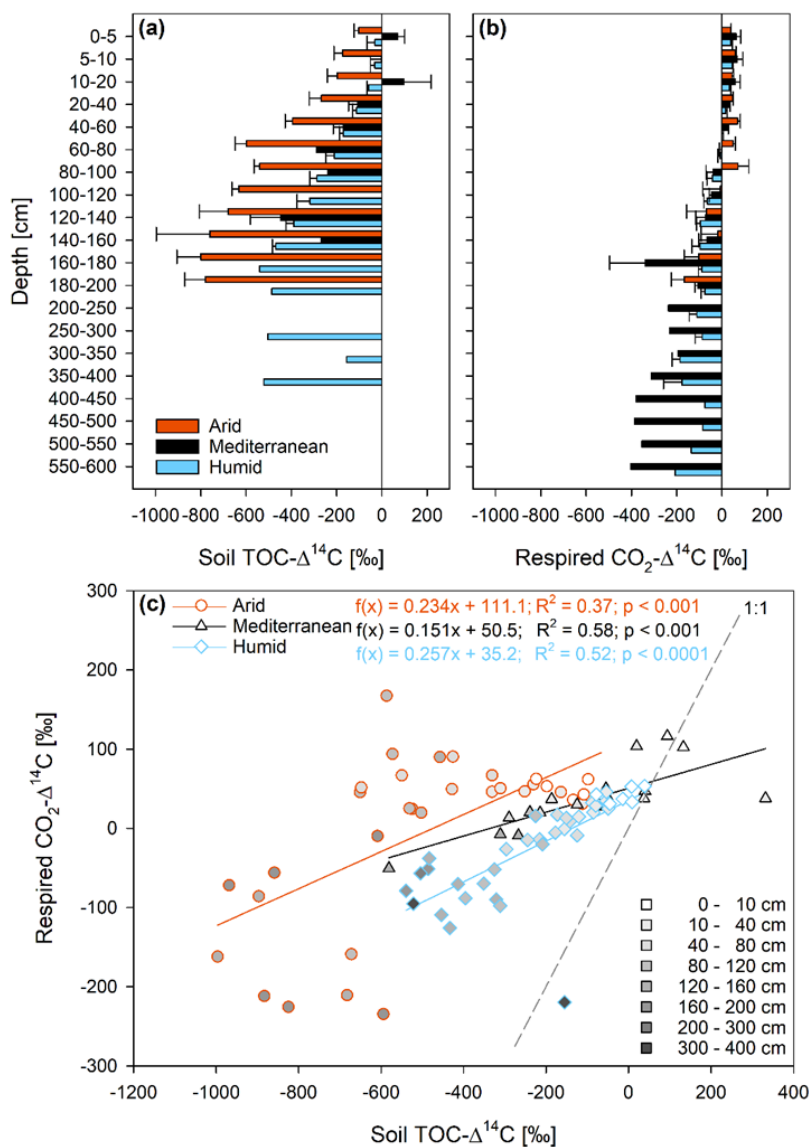 (a)
(b)
Depth [cm]
0-5
5-10
10-20
20-40
40-60
60-80
80-100
100-120
120-140
140-160
160-180
180-200
200-250
250-300
300-350
350-400
400-450
450-500
500-550
550-600
Arid
Mediterranean
Humid
-1000 -800 -600 -400 -200 0 200
-1000 -800 -600 -400 -200 0 200
Soil TOC-Δ¹⁴C [‰]
Respired CO₂-Δ¹⁴C [‰]
(c)
Arid f(x) = 0.234x + 111.1; R² = 0.37; p < 0.001
Mediterranean f(x) = 0.151x + 50.5; R² = 0.58; p < 0.001
Humid f(x) = 0.257x + 35.2; R² = 0.52; p < 0.0001
1:1
Respired CO₂-Δ¹⁴C [‰]
300
200
100
0
-100
-200
-300
0 - 10 cm
10 - 40 cm
40 - 80 cm
80 - 120 cm
120 - 160 cm
160 - 200 cm
200 - 300 cm
300 - 400 cm
-1200 -1000 -800 -600 -400 -200 0 200 400
Soil TOC-Δ¹⁴C [‰]